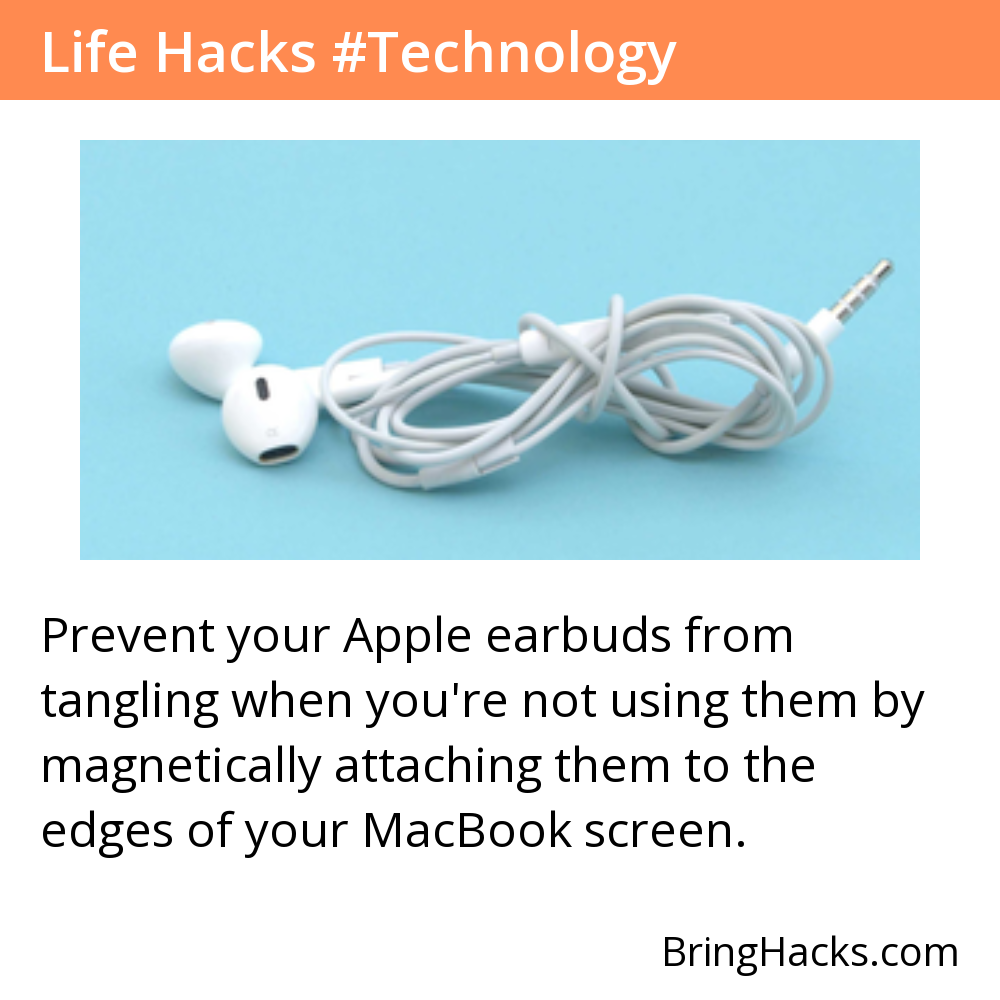 Life Hacks #Technology
Prevent your Apple earbuds from
tangling when you're not using them by
magnetically attaching them to the
edges of your MacBook screen.
BringHacks.com